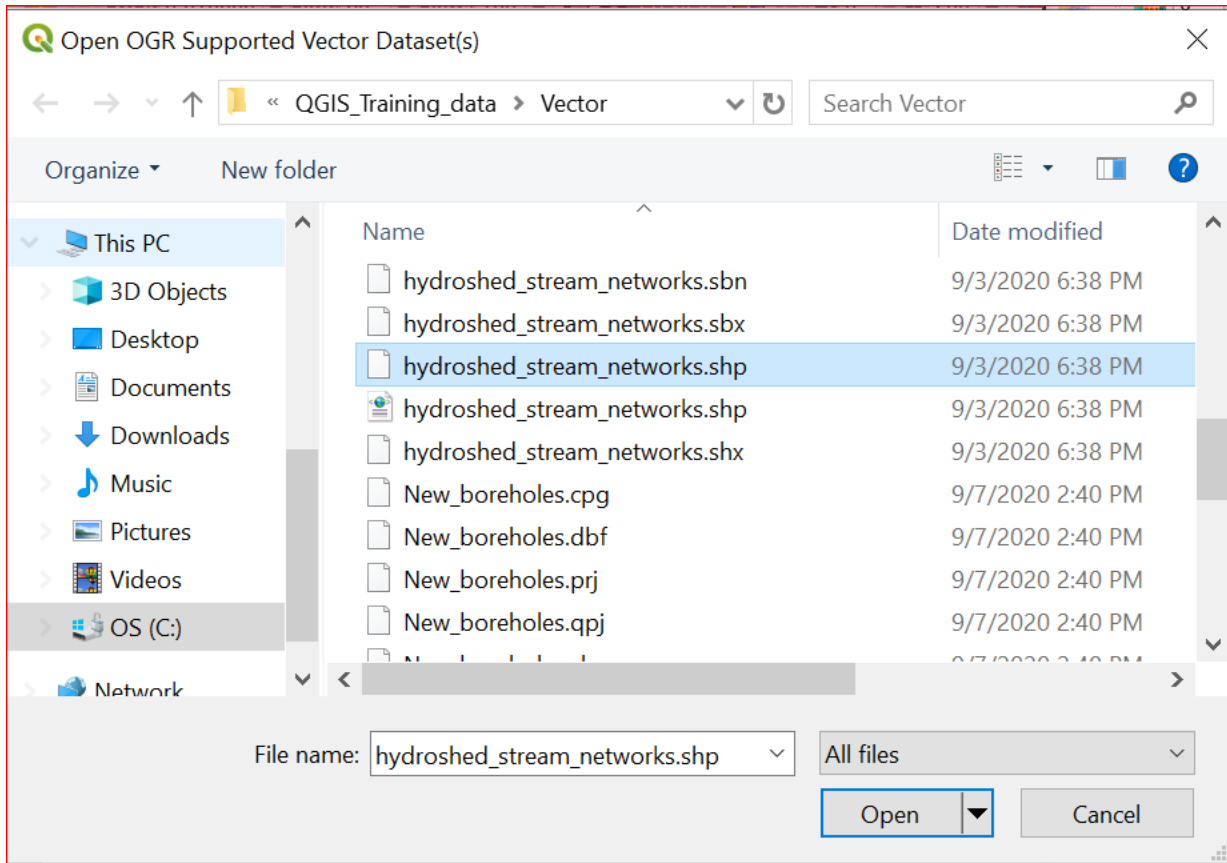 Open OGR Supported Vector Dataset(s)
« QGIS_Training_data > Vector
Search Vector
Organize
New folder
?
Name
Date modified
This PC
3D Objects
Desktop
Documents
Downloads
Music
Pictures
Videos
OS (C:)
Network
hydroshed_stream_networks.sbn 9/3/2020 6:38 PM
hydroshed_stream_networks.sbx 9/3/2020 6:38 PM
hydroshed_stream_networks.shp 9/3/2020 6:38 PM
hydroshed_stream_networks.shp 9/3/2020 6:38 PM
hydroshed_stream_networks.shx 9/3/2020 6:38 PM
New_boreholes.cpg 9/7/2020 2:40 PM
New_boreholes.dbf 9/7/2020 2:40 PM
New_boreholes.prj 9/7/2020 2:40 PM
New_boreholes.qpj 9/7/2020 2:40 PM
File name: hydroshed_stream_networks.shp
All files
Open
Cancel